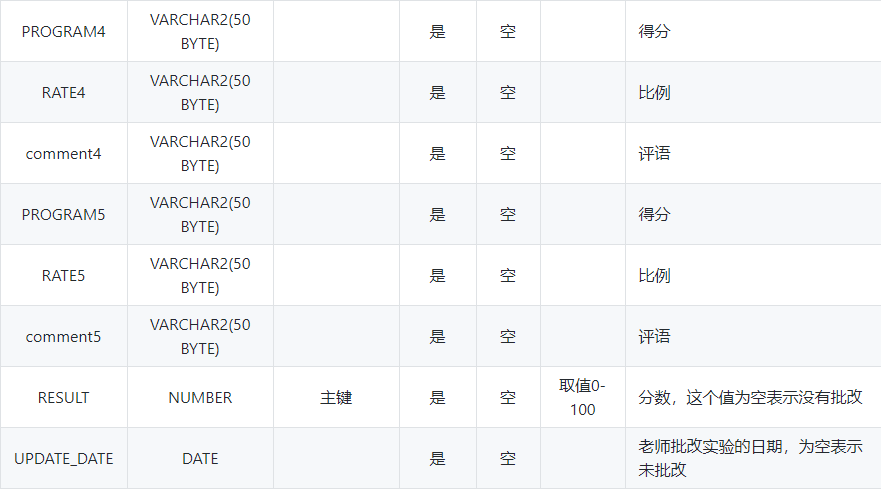 PROGRAM4 VARCHAR2(50 BYTE) 是 空 得分
RATE4 VARCHAR2(50 BYTE) 是 空 比例
comment4 VARCHAR2(50 BYTE) 是 空 评语
PROGRAM5 VARCHAR2(50 BYTE) 是 空 得分
RATE5 VARCHAR2(50 BYTE) 是 空 比例
comment5 VARCHAR2(50 BYTE) 是 空 评语
RESULT NUMBER 主键 是 空 取值0-100 分数，这个值为空表示没有批改
UPDATE_DATE DATE 是 空 老师批改实验的日期，为空表示未批改